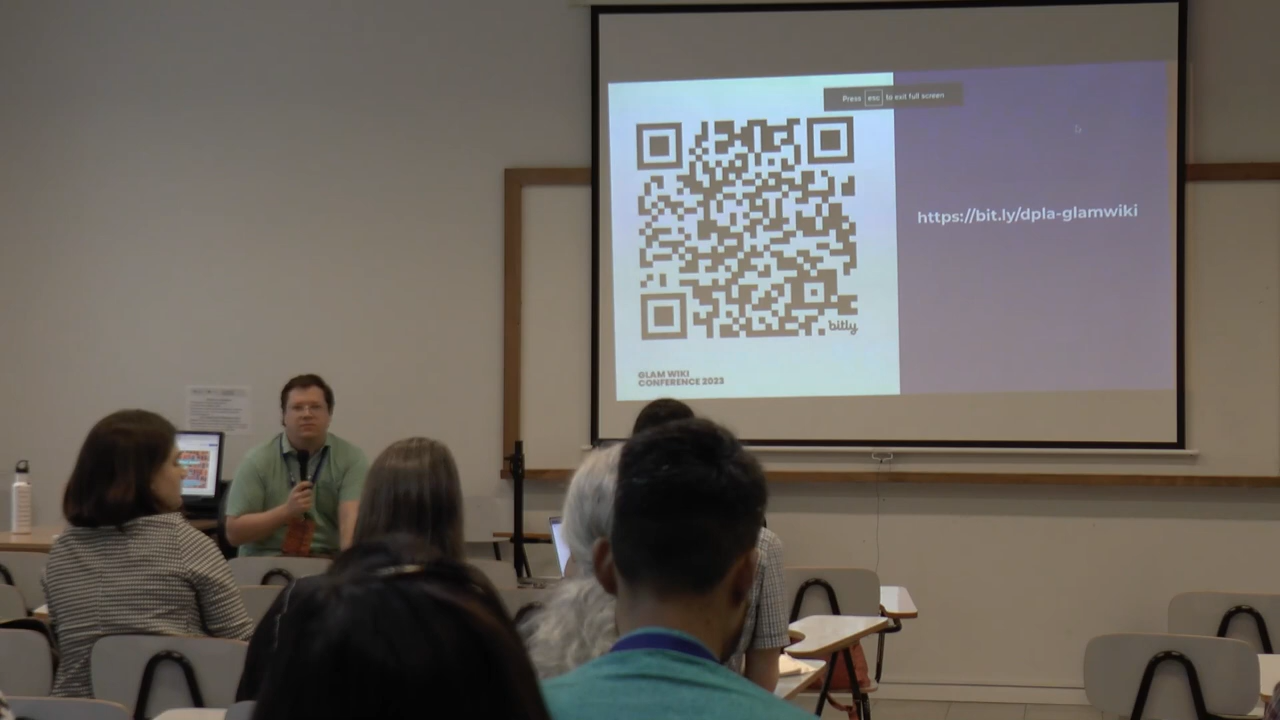 Press esc to exit full screen
https://bit.ly/dpla-glamwiki
bitly
GLAM WIKI
CONFERENCE 2023